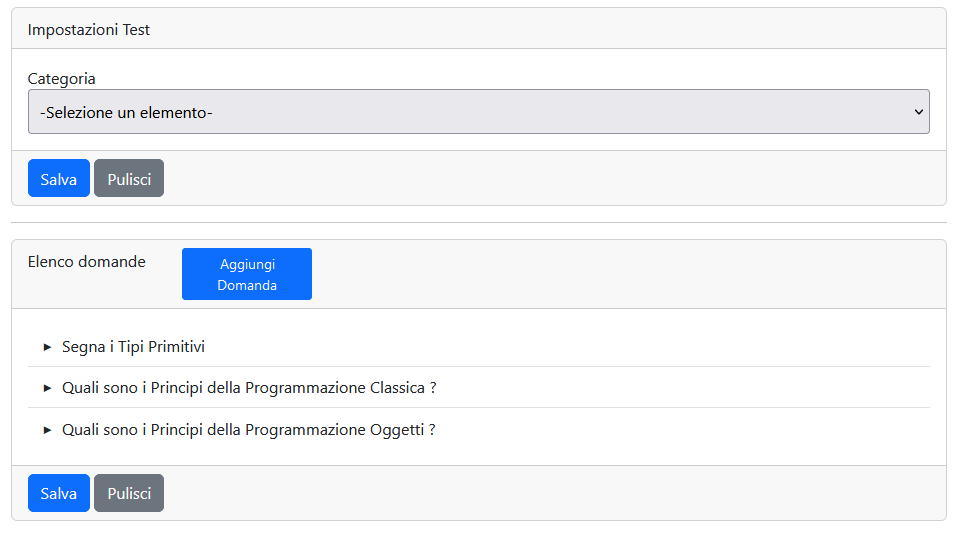 Impostazioni Test
Categoria
-Selezione un elemento-
Salva Pulisci
Elenco domande
Aggiungi
Domanda
Segna i Tipi Primitivi
Quali sono i Principi della Programmazione Classica ?
Quali sono i Principi della Programmazione Oggetti ?
Salva Pulisci